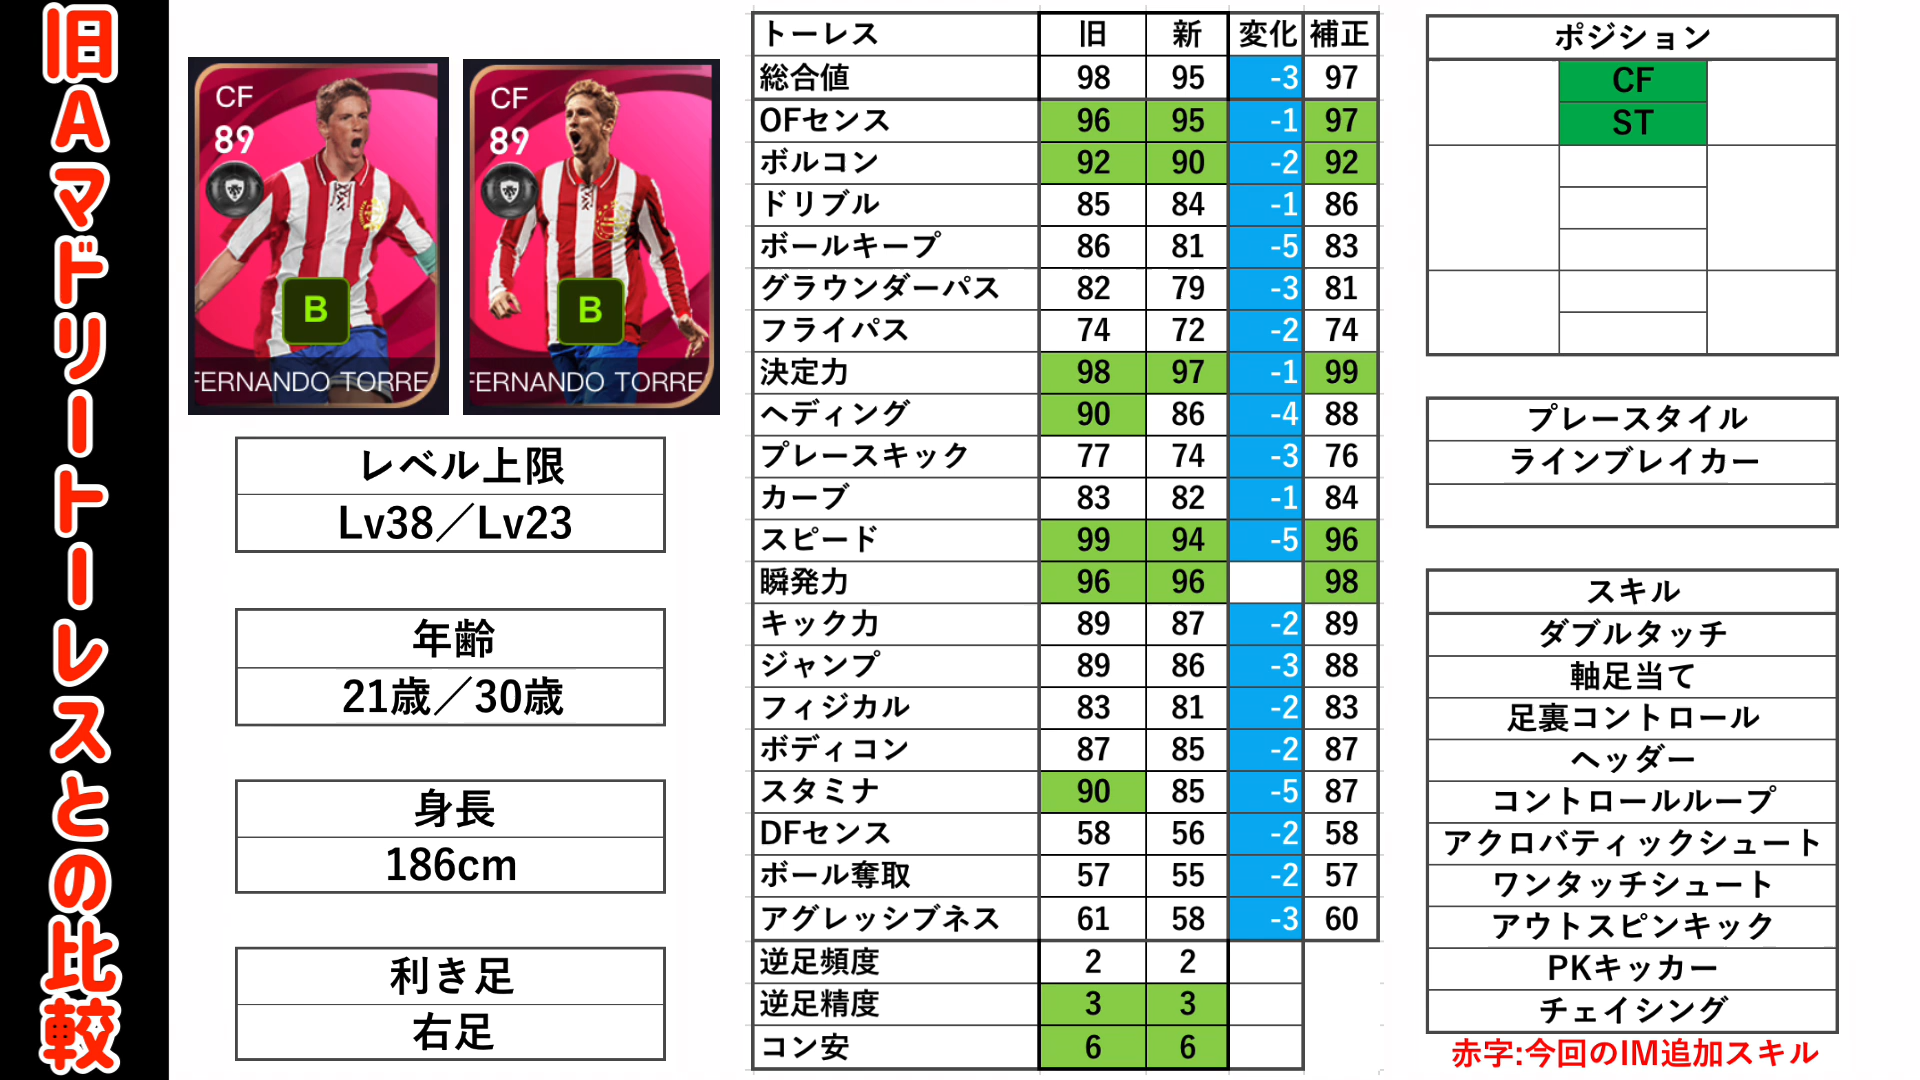 旧Aマドリートーレスとの比較
CF
89
B
FERNANDO TORRE
CF
89
B
FERNANDO TORRE
レベル上限
Lv38／Lv23
年齢
21歳／30歳
身長
186cm
利き足
右足
トーレス 旧 新 変化 補正
総合値 98 95 -3 97
OFセンス 96 95 -1 97
ボルコン 92 90 -2 92
ドリブル 85 84 -1 86
ボールキープ 86 81 -5 83
グラウンダーパス 82 79 -3 81
フライパス 74 72 -2 74
決定力 98 97 -1 99
ヘディング 90 86 -4 88
プレースキック 77 74 -3 76
カーブ 83 82 -1 84
スピード 99 94 -5 96
瞬発力 96 96 98
キック力 89 87 -2 89
ジャンプ 89 86 -3 88
フィジカル 83 81 -2 83
ボディコン 87 85 -2 87
スタミナ 90 85 -5 87
DFセンス 58 56 -2 58
ボール奪取 57 55 -2 57
アグレッシブネス 61 58 -3 60
逆足頻度 2 2
逆足精度 3 3
コン安 6 6
ポジション
CF
ST
プレースタイル
ラインブレイカー
スキル
ダブルタッチ
軸足当て
足裏コントロール
ヘッダー
コントロールループ
アクロバティックシュート
ワンタッチシュート
アウトスピンキック
PKキッカー
チェイシング
赤字:今回のIM追加スキル